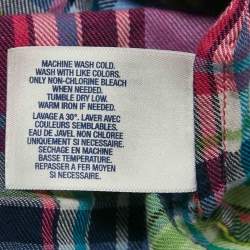 MACHINE WASH COLD.
WASH WITH LIKE COLORS.
ONLY NON-CHLORINE BLEACH
WHEN NEEDED.
TUMBLE DRY LOW.
WARM IRON IF NEEDED.
LAVAGE A 30°. LAVER AVEC
COULEURS SEMBLABLES.
EAU DE JAVEL NON CHLOREE
UNIQUEMENT SI NECESSAIRE.
SECHAGE EN MACHINE
BASSE TEMPERATURE.
REPASSER A FER MOYEN
SI NECESSAIRE.